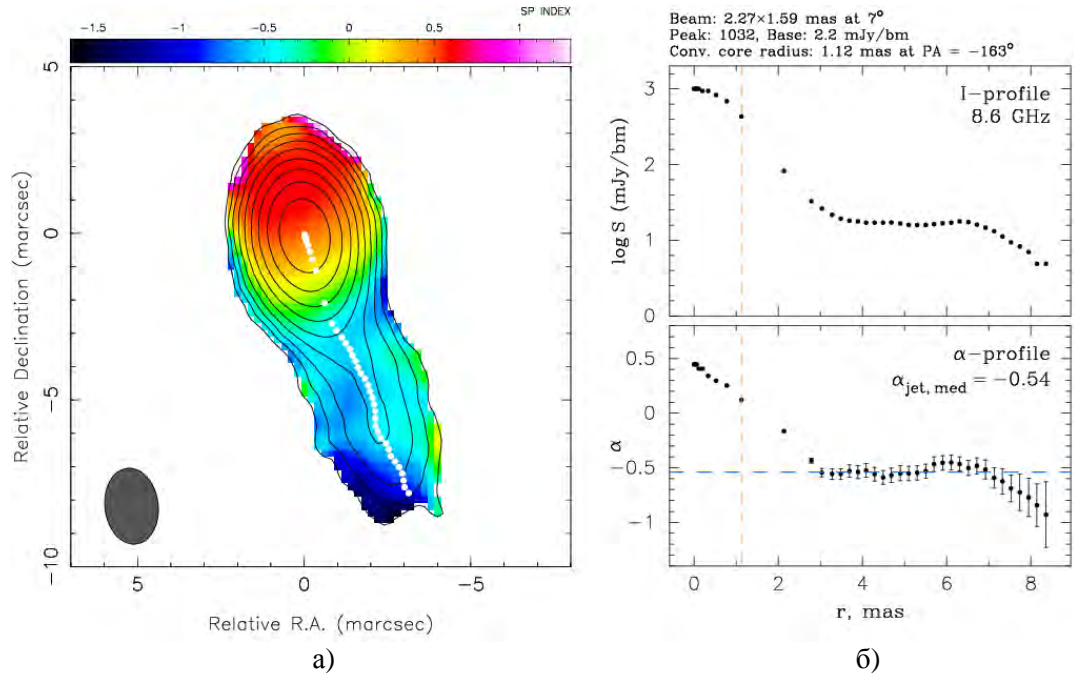 SP INDEX
−1.5 −1 −0.5 0 0.5 1
5
0
−5
−10
Relative Declination (marcsec)
5 0 −5
Relative R.A. (marcsec)
а)
Beam: 2.27×1.59 mas at 7°
Peak: 1032, Base: 2.2 mJy/bm
Conv. core radius: 1.12 mas at PA = −163°
I−profile
8.6 GHz
3
2
1
0
log S (mJy/bm)
α−profile
αjet, med = −0.54
0.5
0
−0.5
−1
α
0 2 4 6 8
r, mas
б)